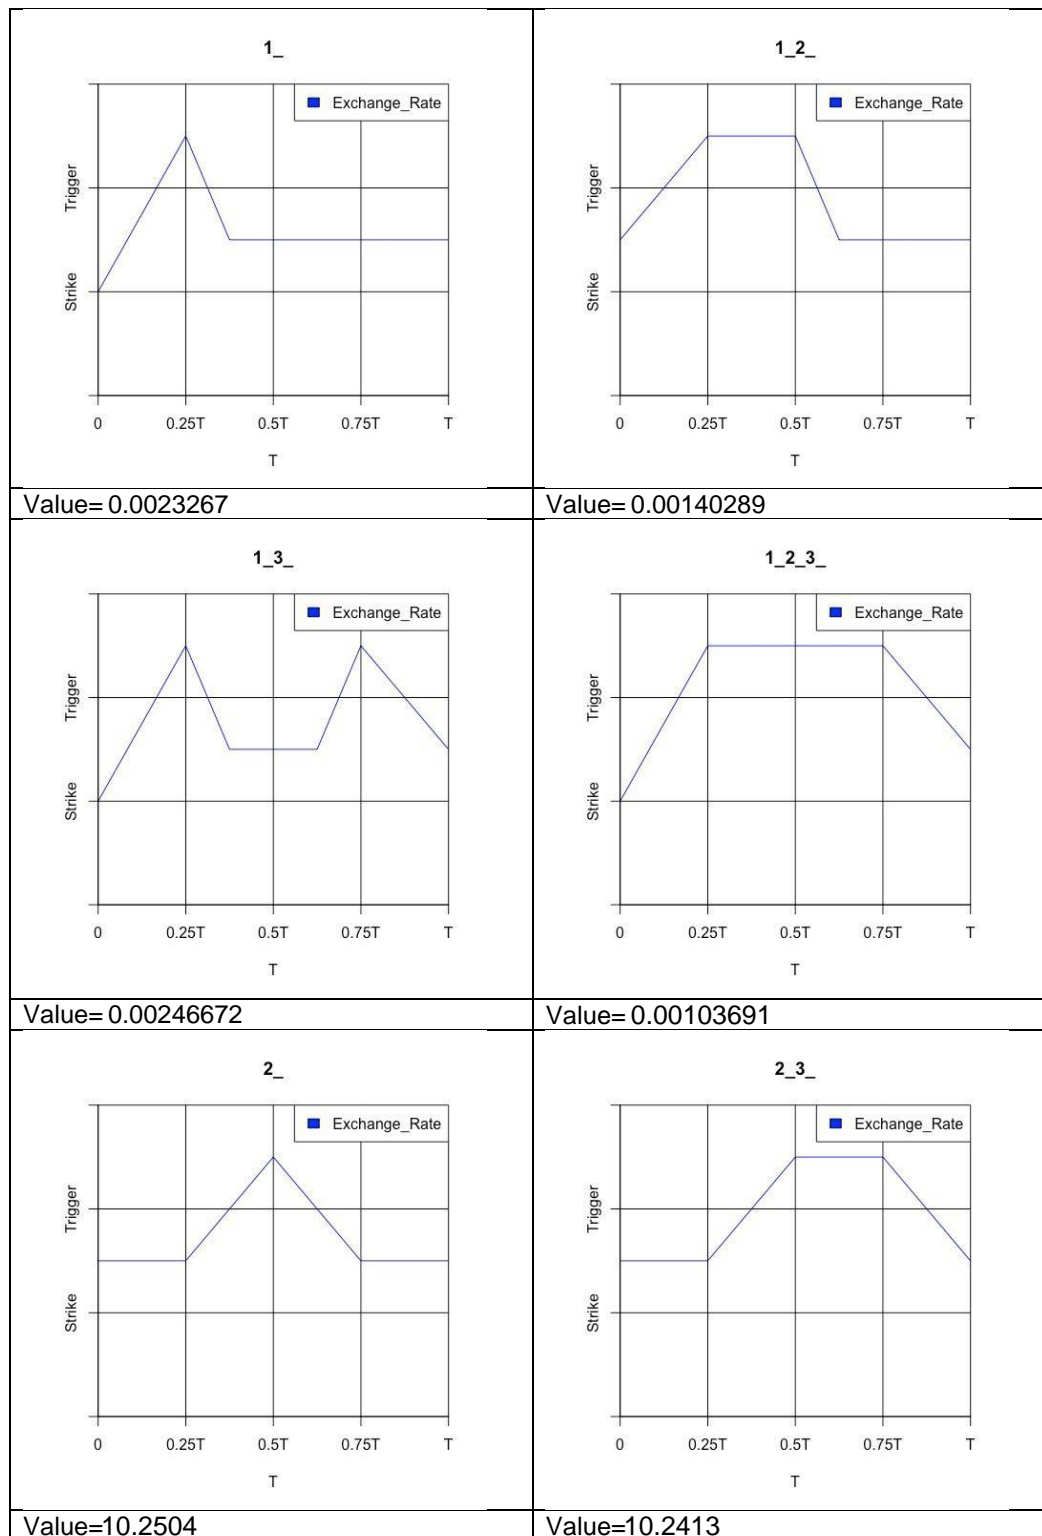 1_
Exchange_Rate
Trigger
Strike
0 0.25T 0.5T 0.75T T
T
Value= 0.0023267
1_2_
Exchange_Rate
Trigger
Strike
0 0.25T 0.5T 0.75T T
T
Value= 0.00140289
1_3_
Exchange_Rate
Trigger
Strike
0 0.25T 0.5T 0.75T T
T
Value= 0.00246672
1_2_3_
Exchange_Rate
Trigger
Strike
0 0.25T 0.5T 0.75T T
T
Value= 0.00103691
2_
Exchange_Rate
Trigger
Strike
0 0.25T 0.5T 0.75T T
T
Value=10.2504
2_3_
Exchange_Rate
Trigger
Strike
0 0.25T 0.5T 0.75T T
T
Value=10.2413